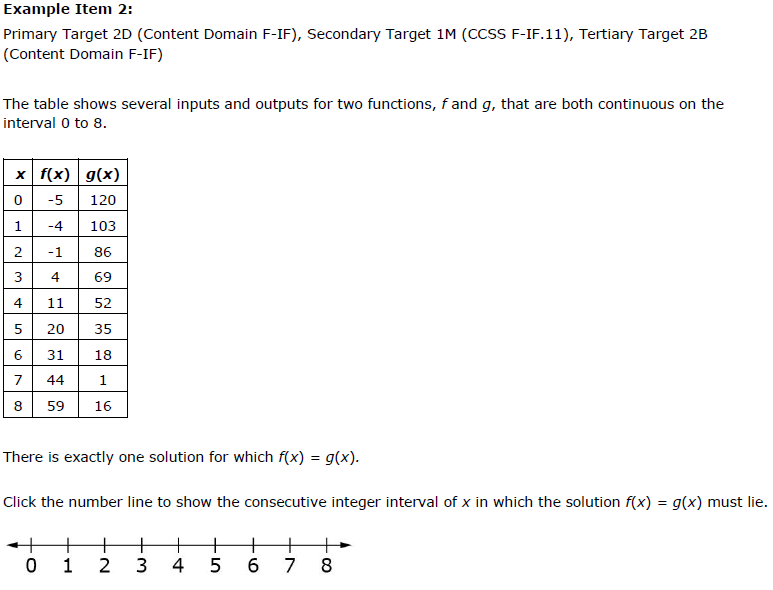 Example Item 2:
Primary Target 2D (Content Domain F-IF), Secondary Target 1M (CCSS F-IF.11), Tertiary Target 2B
(Content Domain F-IF)
The table shows several inputs and outputs for two functions, f and g, that are both continuous on the
interval 0 to 8.
x f(x) g(x)
0 -5 120
1 -4 103
2 -1 86
3 4 69
4 11 52
5 20 35
6 31 18
7 44 1
8 59 16
There is exactly one solution for which f(x) = g(x).
Click the number line to show the consecutive integer interval of x in which the solution f(x) = g(x) must lie.
0 1 2 3 4 5 6 7 8